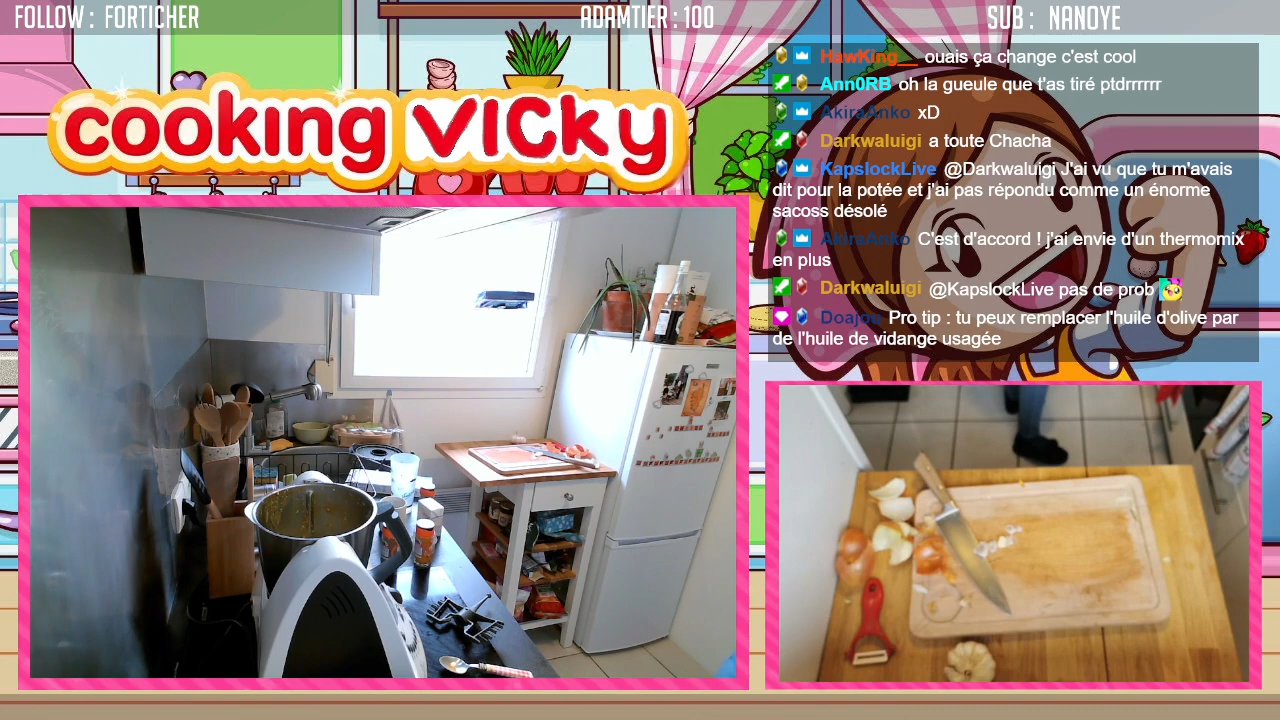 FOLLOW : FORTICHER
ADAMTIER : 100
SUB : NANOYE
cooking VICKY
HawKing__ ouais ça change c'est cool
Ann0RB oh la gueule que t'as tiré ptdrrrrrr
AkiraAnko xD
Darkwaluigi a toute Chacha
KapslockLive @Darkwaluigi J'ai vu que tu m'avais
dit pour la potée et j'ai pas répondu comme un énorme
sacoss désolé
AkiraAnko C'est d'accord ! j'ai envie d'un thermomix
en plus
Darkwaluigi @KapslockLive pas de prob
Pro tip : tu peux remplacer l'huile d'olive par
de l'huile de vidange usagée